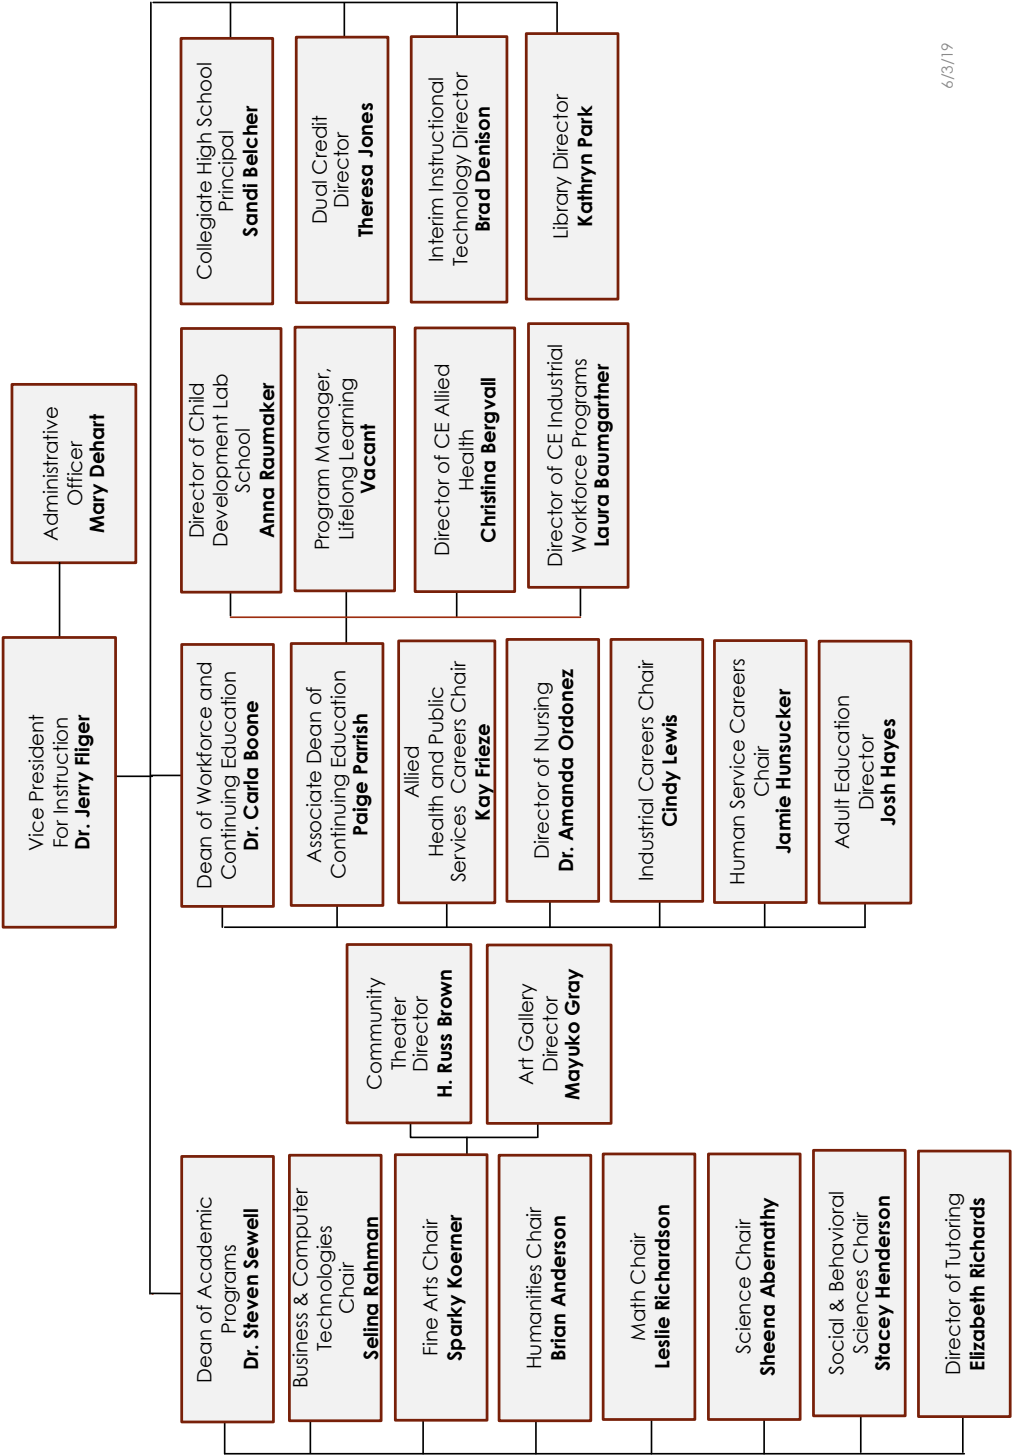 Vice President
For Instruction
Dr. Jerry Fliger
Administrative
Officer
Mary Dehart
Dean of Academic
Programs
Dr. Steven Sewell
Business & Computer
Technologies
Chair
Selina Rahman
Fine Arts Chair
Sparky Koerner
Humanities Chair
Brian Anderson
Math Chair
Leslie Richardson
Science Chair
Sheena Abernathy
Social & Behavioral
Sciences Chair
Stacey Henderson
Director of Tutoring
Elizabeth Richards
Community
Theater
Director
H. Russ Brown
Art Gallery
Director
Mayuko Gray
Dean of Workforce and
Continuing Education
Dr. Carla Boone
Associate Dean of
Continuing Education
Paige Parrish
Allied
Health and Public
Services Careers Chair
Kay Frieze
Director of Nursing
Dr. Amanda Ordonez
Industrial Careers Chair
Cindy Lewis
Human Service Careers
Chair
Jamie Hunsucker
Adult Education
Director
Josh Hayes
Director of Child
Development Lab
School
Anna Raumaker
Program Manager,
Lifelong Learning
Vacant
Director of CE Allied
Health
Christina Bergvall
Director of CE Industrial
Workforce Programs
Laura Baumgartner
Collegiate High School
Principal
Sandi Belcher
Dual Credit
Director
Theresa Jones
Interim Instructional
Technology Director
Brad Denison
Library Director
Kathryn Park
6/3/19